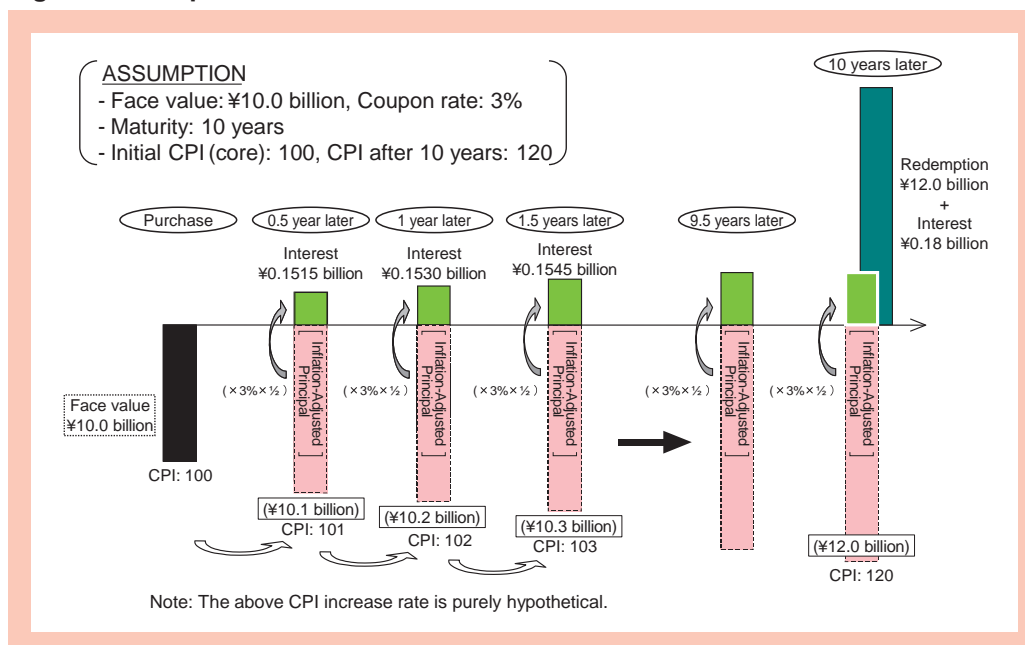 ASSUMPTION
- Face value: ¥10.0 billion, Coupon rate: 3%
- Maturity: 10 years
- Initial CPI (core): 100, CPI after 10 years: 120
10 years later
Redemption
¥12.0 billion
+
Interest
¥0.18 billion
Purchase
0.5 year later
1 year later
1.5 years later
9.5 years later
Interest
¥0.1515 billion
Interest
¥0.1530 billion
Interest
¥0.1545 billion
[Inflation-Adjusted Principal]
[Inflation-Adjusted Principal]
[Inflation-Adjusted Principal]
[Inflation-Adjusted Principal]
[Inflation-Adjusted Principal]
(×3%×½)
(×3%×½)
(×3%×½)
(×3%×½)
(×3%×½)
Face value
¥10.0 billion
CPI: 100
(¥10.1 billion)
CPI: 101
(¥10.2 billion)
CPI: 102
(¥10.3 billion)
CPI: 103
(¥12.0 billion)
CPI: 120
Note: The above CPI increase rate is purely hypothetical.